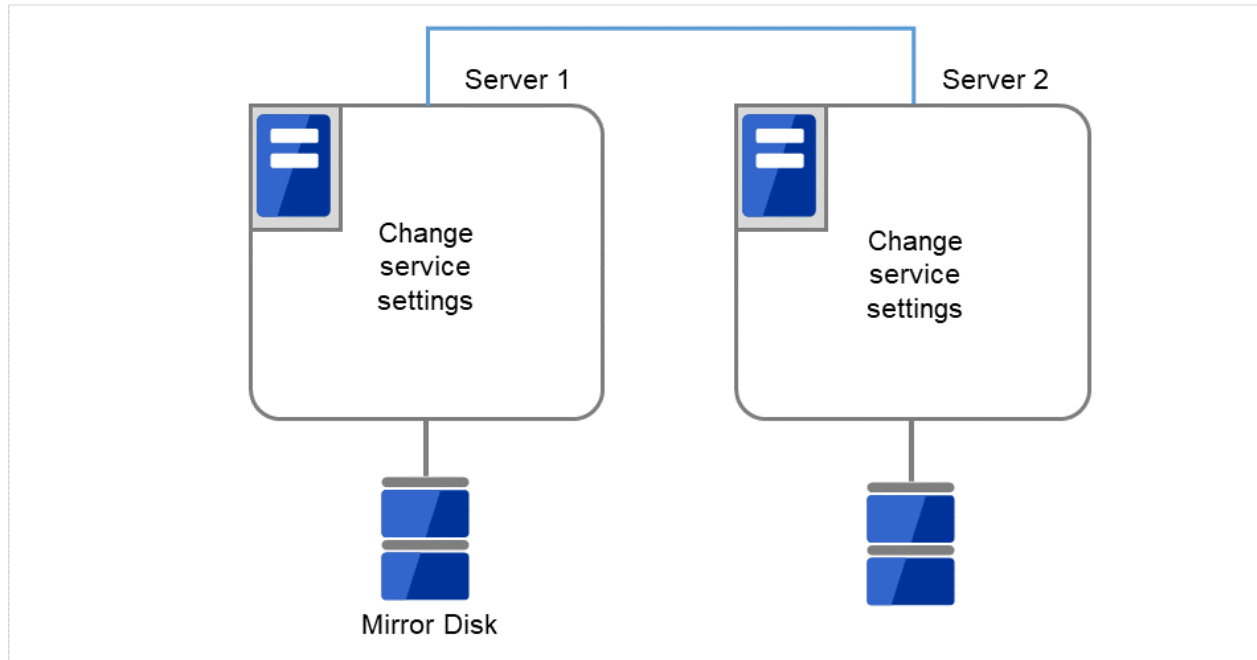 Server 1
Server 2
Change
service
settings
Change
service
settings
Mirror Disk